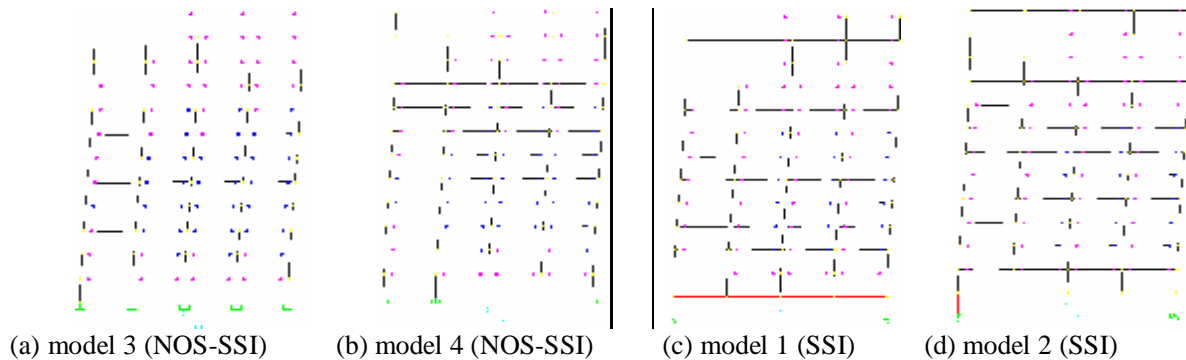 (a) model 3 (NOS-SSI)
(b) model 4 (NOS-SSI)
(c) model 1 (SSI)
(d) model 2 (SSI)